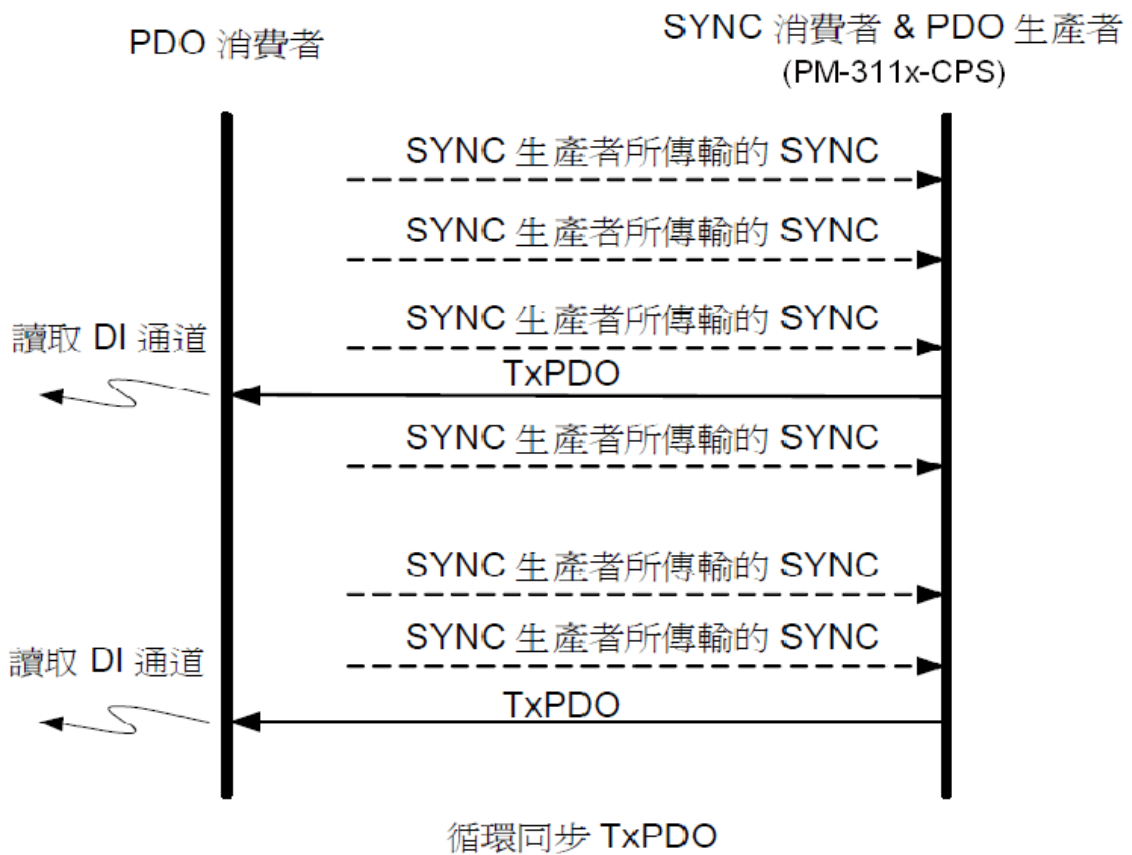 PDO 消費者
SYNC 消費者 & PDO 生產者
(PM-311x-CPS)
SYNC 生產者所傳輸的 SYNC
SYNC 生產者所傳輸的 SYNC
SYNC 生產者所傳輸的 SYNC
讀取 DI 通道
TxPDO
SYNC 生產者所傳輸的 SYNC
SYNC 生產者所傳輸的 SYNC
SYNC 生產者所傳輸的 SYNC
讀取 DI 通道
TxPDO
循環同步 TxPDO